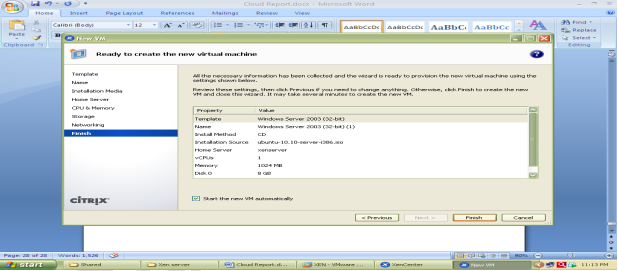 Cloud Report.docx - Microsoft Word
Home Insert Page Layout References Mailings Review View
Calibri (Body) 12
AaBbCcDc AaBbCcDc AaBbC AaBbCc
Find
Replace
Select
Paste
Clipboard
Editing
New VM
Ready to create the new virtual machine
Template
Name
Installation Media
Home Server
CPU & Memory
Storage
Networking
Finish
CITRIX
All the necessary information has been collected and the wizard is ready to provision the new virtual machine using the
settings shown below.
Review these settings, then click Previous if you need to change anything. Otherwise, click Finish to create the new
VM and close this wizard. It may take several minutes to create the new VM.
Property Value
Template Windows Server 2003 (32-bit)
Name Windows Server 2003 (32-bit) (1)
Install Method CD
Installation Source ubuntu-10.10-server-i386.iso
Home Server xenserver
vCPUs 1
Memory 1024 MB
Disk 0 8 GB
Start the new VM automatically
< Previous Next > Finish Cancel
Page: 28 of 28 Words: 1,526 90%
start Shared Xen server Cloud Report.d... XEN - VMware ... XenCenter New VM 11:13 PM